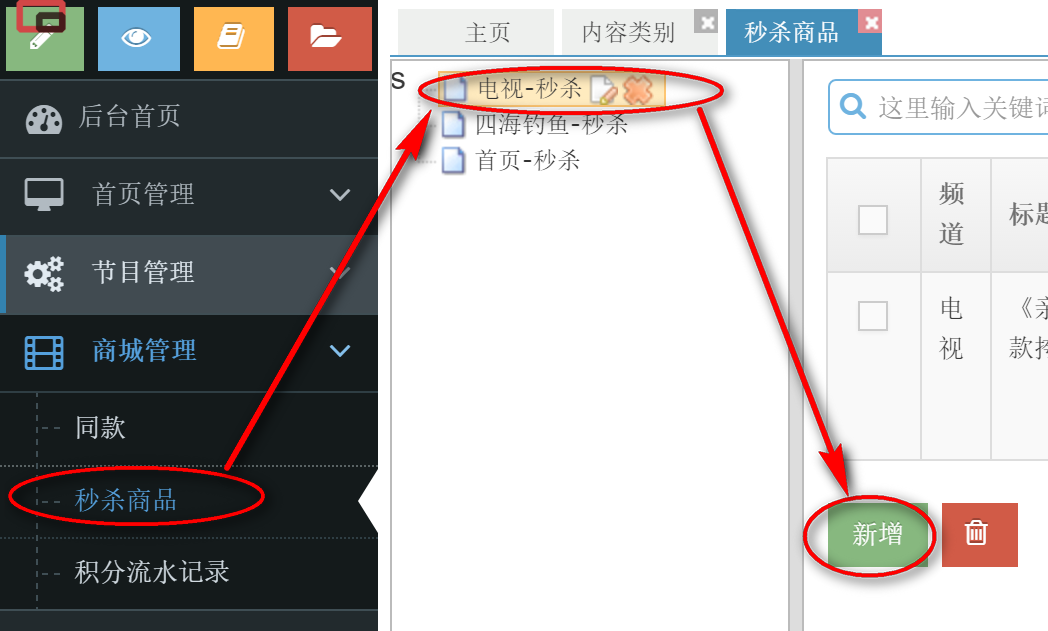 后台首页
首页管理
节目管理
商城管理
同款
秒杀商品
积分流水记录
主页
内容类别
秒杀商品
S
电视-秒杀
四海钓鱼-秒杀
首页-秒杀
这里输入关键词
频道
标题
电视
《亲
款
新增